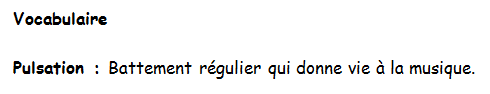 Vocabulaire
Pulsation : Battement régulier qui donne vie à la musique.